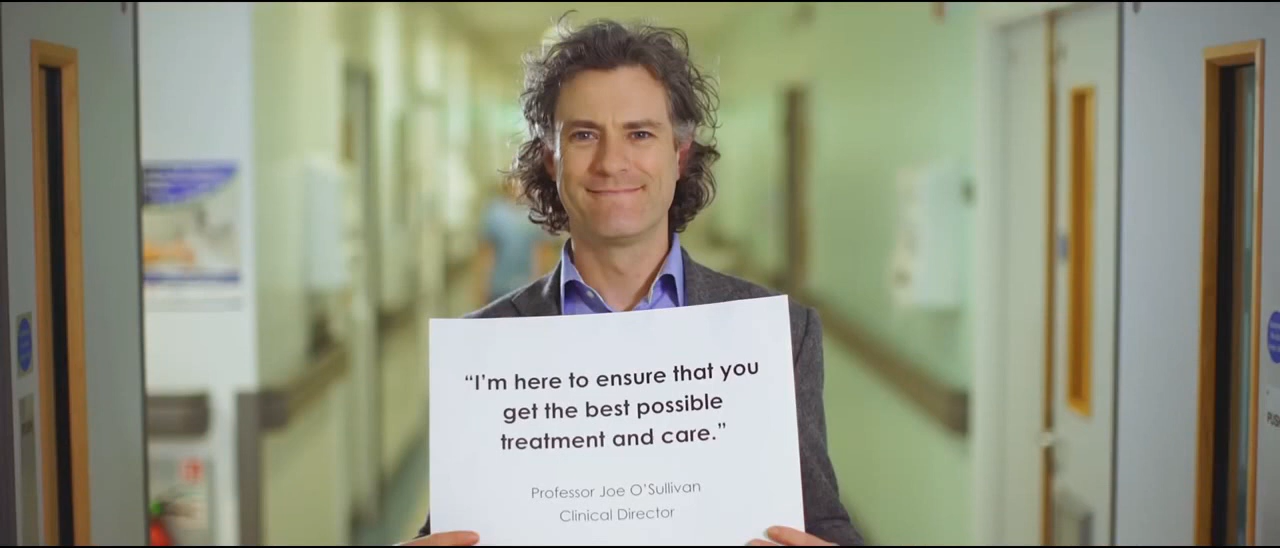 “I’m here to ensure that you
get the best possible
treatment and care.”
Professor Joe O’Sullivan
Clinical Director